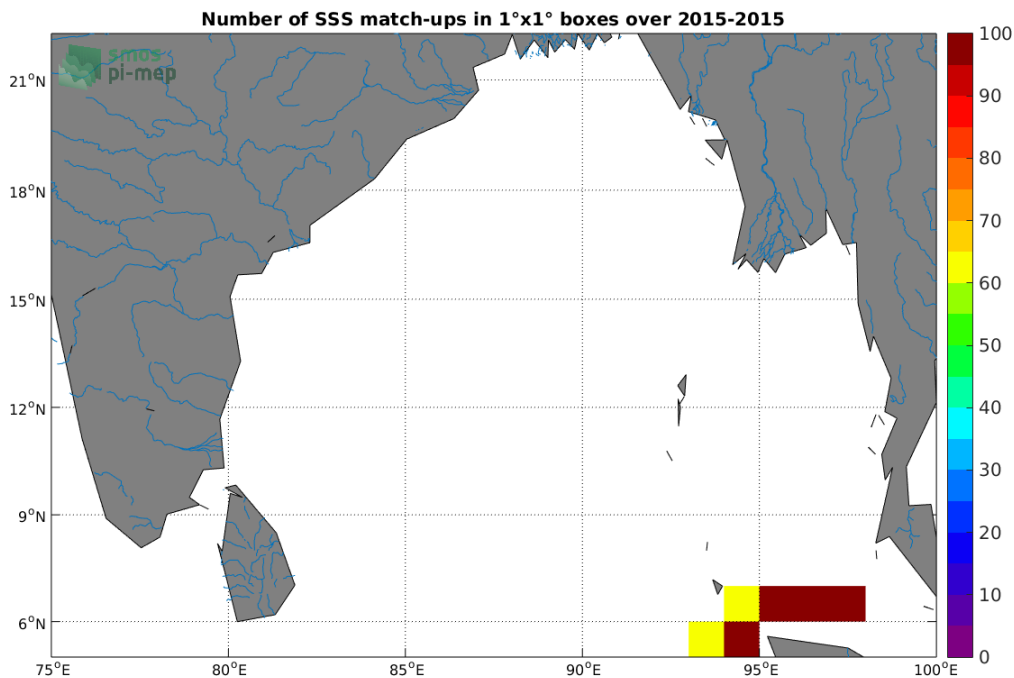 Number of SSS match-ups in 1°x1° boxes over 2015-2015
smos
pi-mep
21°N
18°N
15°N
12°N
9°N
6°N
75°E 80°E 85°E 90°E 95°E 100°E
100
90
80
70
60
50
40
30
20
10
0